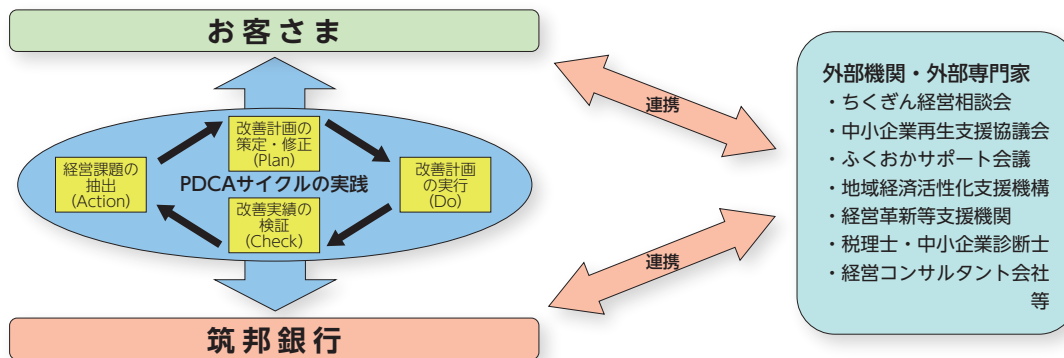 お客さま
改善計画の
策定・修正
(Plan)
経営課題の
抽出
(Action)
PDCAサイクルの実践
改善計画
の実行
(Do)
改善実績の
検証
(Check)
筑邦銀行
連携
連携
外部機関・外部専門家
・ちくぎん経営相談会
・中小企業再生支援協議会
・ふくおかサポート会議
・地域経済活性化支援機構
・経営革新等支援機関
・税理士・中小企業診断士
・経営コンサルタント会社
等